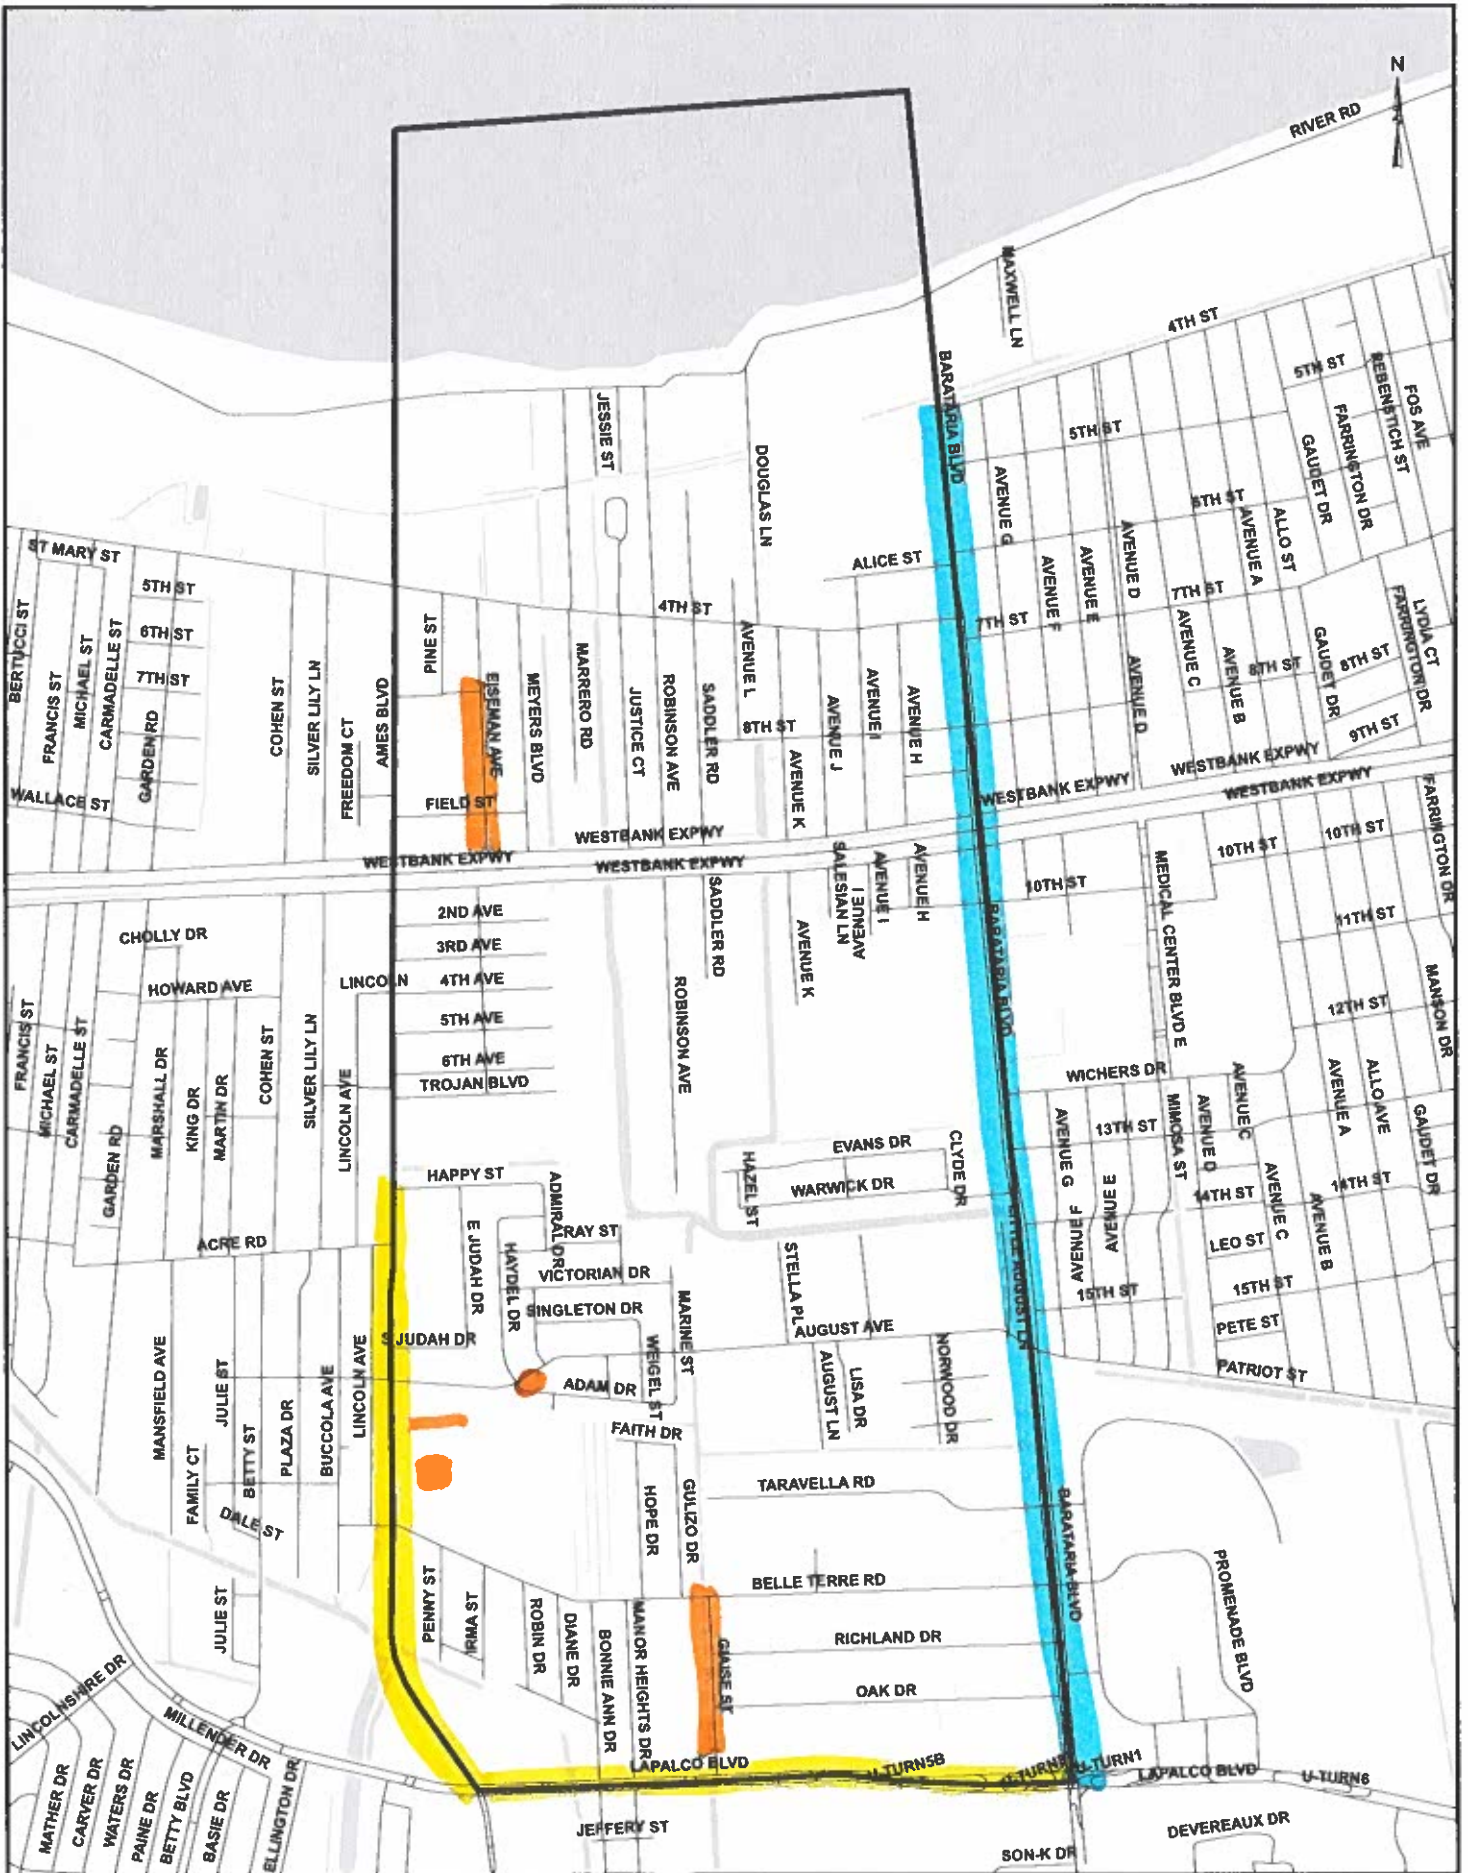 N
RIVER RD
MAXWELL LN
4TH ST
BARATARIA BLVD
5TH ST
REBENSTICH ST
FOS AVE
JESSIE ST
FARRINGTON DR
5TH ST
GAUDET DR
DOUGLAS LN
AVENUE G
6TH ST
AVENUE A
ALLO ST
ST MARY ST
ALICE ST
AVENUE D
AVENUE E
AVENUE F
5TH ST
7TH ST
4TH ST
BERTUCCI ST
LYDIA CT
FARRINGTON DR
PINE ST
7TH ST
AVENUE C
6TH ST
AVENUE L
GAUDET DR
8TH ST
MICHAEL ST
CARMADELLE ST
AVENUE B
8TH ST
7TH ST
FRANCIS ST
COHEN ST
SILVER LILY LN
AMES BLVD
EISEMAN AVE
MEYERS BLVD
MARRERO RD
JUSTICE CT
ROBINSON AVE
SADDLER RD
AVENUE I
AVENUE H
AVENUE J
AVENUE D
8TH ST
9TH ST
GARDEN RD
FREEDOM CT
AVENUE K
WESTBANK EXPWY
WESTBANK EXPWY
WESTBANK EXPWY
WALLACE ST
FIELD ST
WESTBANK EXPWY
FARRINGTON DR
10TH ST
10TH ST
WESTBANK EXPWY
WESTBANK EXPWY
SALESIAN LN
AVENUE I
AVENUE I
AVENUE H
10TH ST
MEDICAL CENTER BLVD E
2ND AVE
SADDLER RD
11TH ST
CHOLLY DR
3RD AVE
AVENUE K
BARATARIA BLVD
HOWARD AVE
LINCOLN
4TH AVE
MANSON DR
12TH ST
5TH AVE
ROBINSON AVE
FRANCIS ST
MICHAEL ST
CARMADELLE ST
MARSHALL DR
KING DR
MARTIN DR
COHEN ST
SILVER LILY LN
LINCOLN AVE
6TH AVE
TROJAN BLVD
WICHERS DR
AVENUE C
AVENUE A
ALLO AVE
AVENUE D
MIMOSA ST
13TH ST
AVENUE G
GAUDET DR
GARDEN RD
EVANS DR
CLYDE DR
HAPPY ST
HAZEL ST
WARWICK DR
14TH ST
14TH ST
AVENUE C
AVENUE B
ADMIRAL DR
AVENUE E
AVENUE F
RAY ST
ACRE RD
LEO ST
E JUDAH DR
HAYDEL DR
VICTORIAN DR
STELLA PL
15TH ST
15TH ST
SINGLETON DR
MARINE ST
AUGUST AVE
PETE ST
S JUDAH DR
WEIGEL ST
PATRIOT ST
MANSFIELD AVE
JULIE ST
ADAM DR
AUGUST LN
LISA DR
NORWOOD DR
LINCOLN AVE
BUCCOLA AVE
PLAZA DR
BETTY ST
FAITH DR
FAMILY CT
TARAVELLA RD
HOPE DR
GULIZO DR
DALE ST
BARATARIA BLVD
JULIE ST
PENNY ST
IRMA ST
BELLE TERRE RD
PROMENADE BLVD
ROBIN DR
DIANE DR
BONNIE ANN DR
MANOR HEIGHTS DR
RICHLAND DR
GUISE ST
OAK DR
LINCOLNSHIRE DR
MILLENDER DR
LAPALCO BLVD
U-TURN5B
U-TURN1
LAPALCO BLVD
U-TURN6
MATHER DR
CARVER DR
WATERS DR
PAINE DR
BETTY BLVD
BASIE DR
ELLINGTON DR
JEFFERY ST
DEVEREAUX DR
SON-K DR